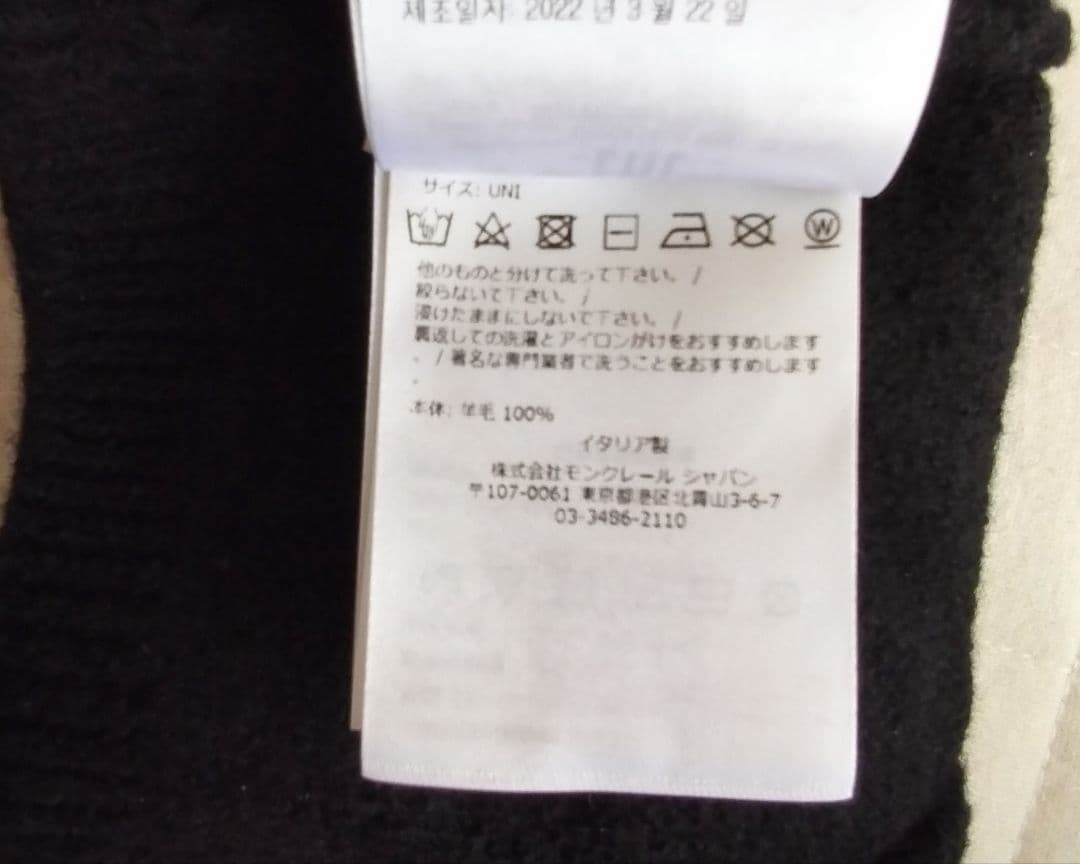 제조일자: 2022 년 3 월 22 일
サイズ: UNI
W
他のものと分けて洗って下さい。 /
絞らないて下さい。 /
浸けたままにしないて下さい。 /
裏返しての洗濯とアイロンがけをおすすめします
。 / 著名な専門業者で洗うことをおすすめします
。
本体: 羊毛 100%
イタリア製
株式会社モンクレール ジャパン
〒107-0061 東京都港区北青山3-6-7
03-3486-2110